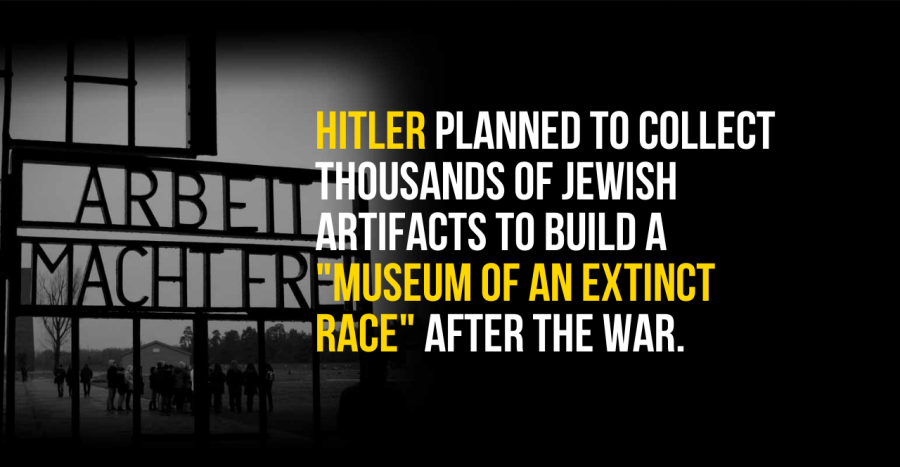 ARBEIT
MACHT FREI
HITLER PLANNED TO COLLECT
THOUSANDS OF JEWISH
ARTIFACTS TO BUILD A
"MUSEUM OF AN EXTINCT
RACE" AFTER THE WAR.